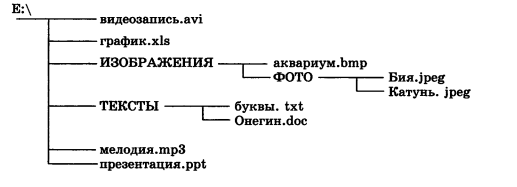 E:\
видеозапись.avi
график.xls
ИЗОБРАЖЕНИЯ аквариум.bmp
ФОТО Бия.jpeg
Катунь. jpeg
ТЕКСТЫ буквы. txt
Онегин.doc
мелодия.mp3
презентация.ppt